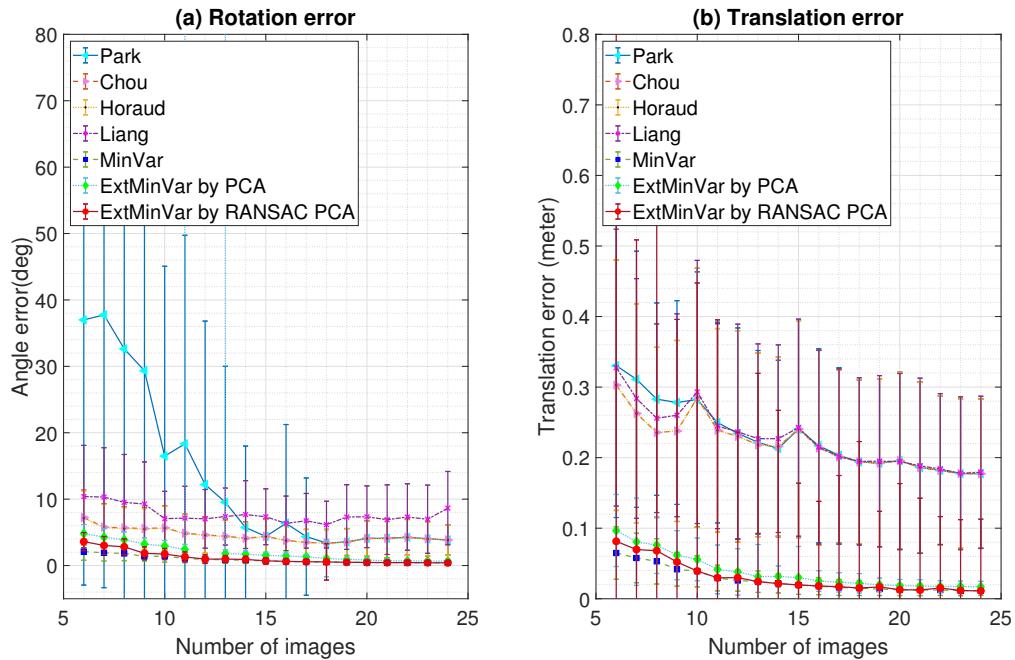 (a) Rotation error
80
70
60
50
40
30
20
10
0
Angle error(deg)
Park
Chou
Horaud
Liang
MinVar
ExtMinVar by PCA
ExtMinVar by RANSAC PCA
5 10 15 20 25
Number of images
(b) Translation error
0.8
0.7
0.6
0.5
0.4
0.3
0.2
0.1
0
Translation error (meter)
Park
Chou
Horaud
Liang
MinVar
ExtMinVar by PCA
ExtMinVar by RANSAC PCA
5 10 15 20 25
Number of images